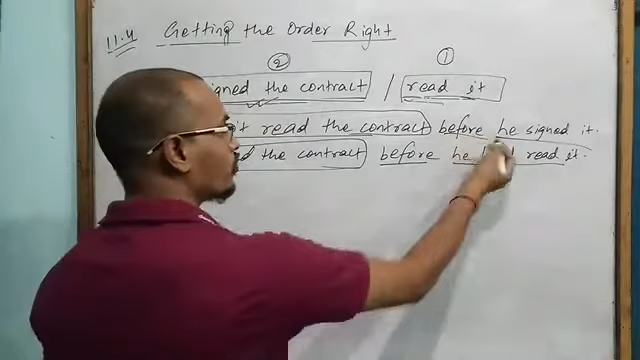 11.4 Getting the Order Right
② ①
signed the contract / read it
read the contract before he signed it.
the contract before he read it.